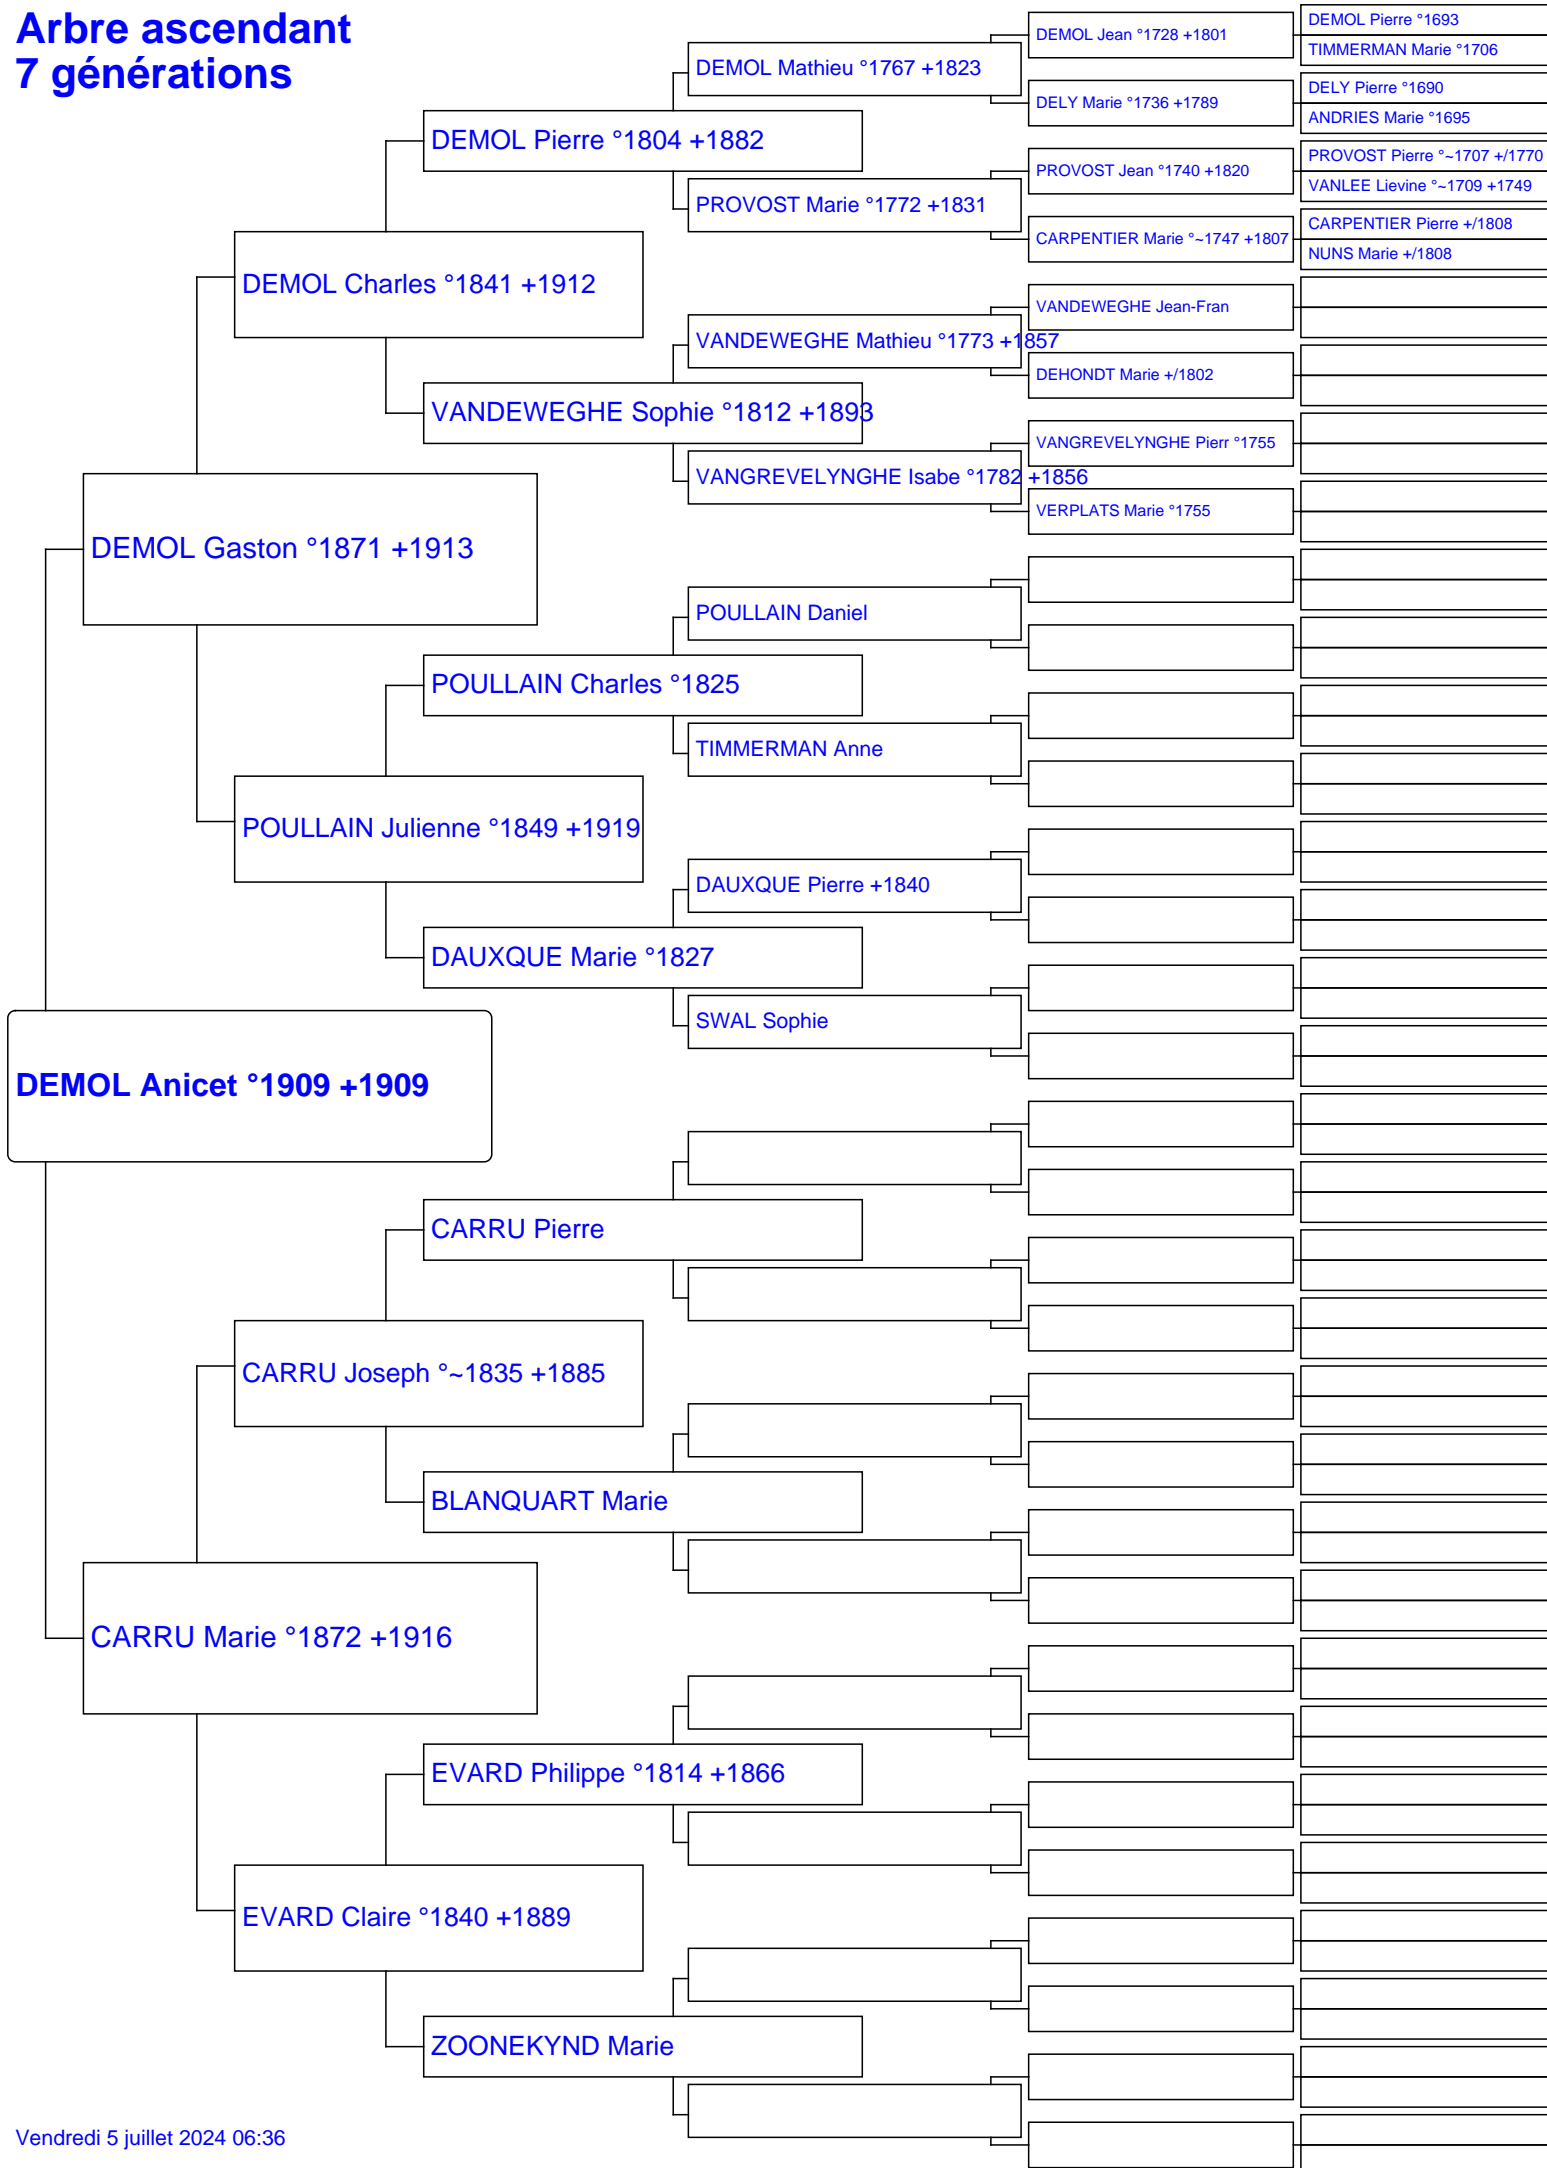 Arbre ascendant
7 générations
DEMOL Anicet °1909 +1909
DEMOL Gaston °1871 +1913
CARRU Marie °1872 +1916
DEMOL Charles °1841 +1912
POULLAIN Julienne °1849 +1919
CARRU Joseph °~1835 +1885
EVARD Claire °1840 +1889
DEMOL Pierre °1804 +1882
VANDEWEGHE Sophie °1812 +1893
POULLAIN Charles °1825
DAUXQUE Marie °1827
CARRU Pierre
BLANQUART Marie
EVARD Philippe °1814 +1866
ZOONEKYND Marie
DEMOL Mathieu °1767 +1823
PROVOST Marie °1772 +1831
VANDEWEGHE Mathieu °1773 +1857
VANGREVELYNGHE Isabe °1782 +1856
POULLAIN Daniel
TIMMERMAN Anne
DAUXQUE Pierre +1840
SWAL Sophie
DEMOL Jean °1728 +1801
DELY Marie °1736 +1789
PROVOST Jean °1740 +1820
CARPENTIER Marie °~1747 +1807
VANDEWEGHE Jean-Fran
DEHONDT Marie +/1802
VANGREVELYNGHE Pierr °1755
VERPLATS Marie °1755
DEMOL Pierre °1693
TIMMERMAN Marie °1706
DELY Pierre °1690
ANDRIES Marie °1695
PROVOST Pierre °~1707 +/1770
VANLEE Lievine °~1709 +1749
CARPENTIER Pierre +/1808
NUNS Marie +/1808
Vendredi 5 juillet 2024 06:36